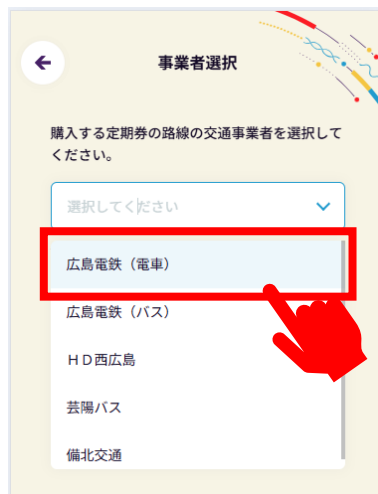 事業者選択
購入する定期券の路線の交通事業者を選択して
ください。
選択してください
広島電鉄（電車）
広島電鉄（バス）
ＨＤ西広島
芸陽バス
備北交通